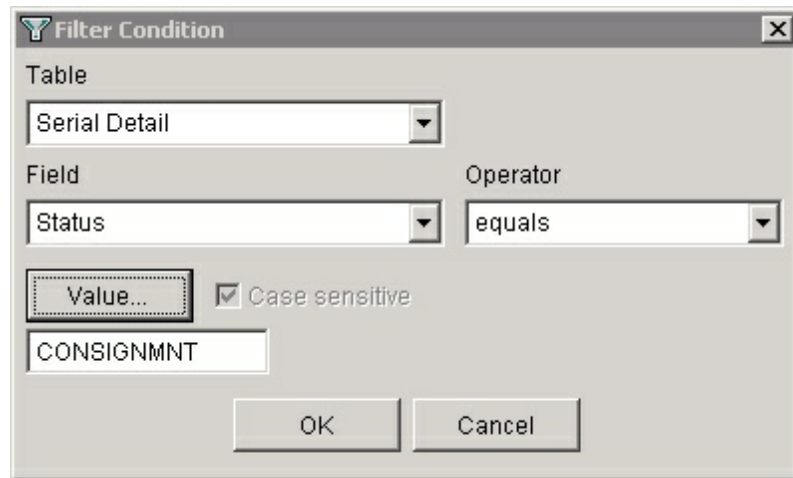 Filter Condition
Table
Serial Detail
Field Operator
Status equals
Value... Case sensitive
CONSIGNMNT
OK Cancel